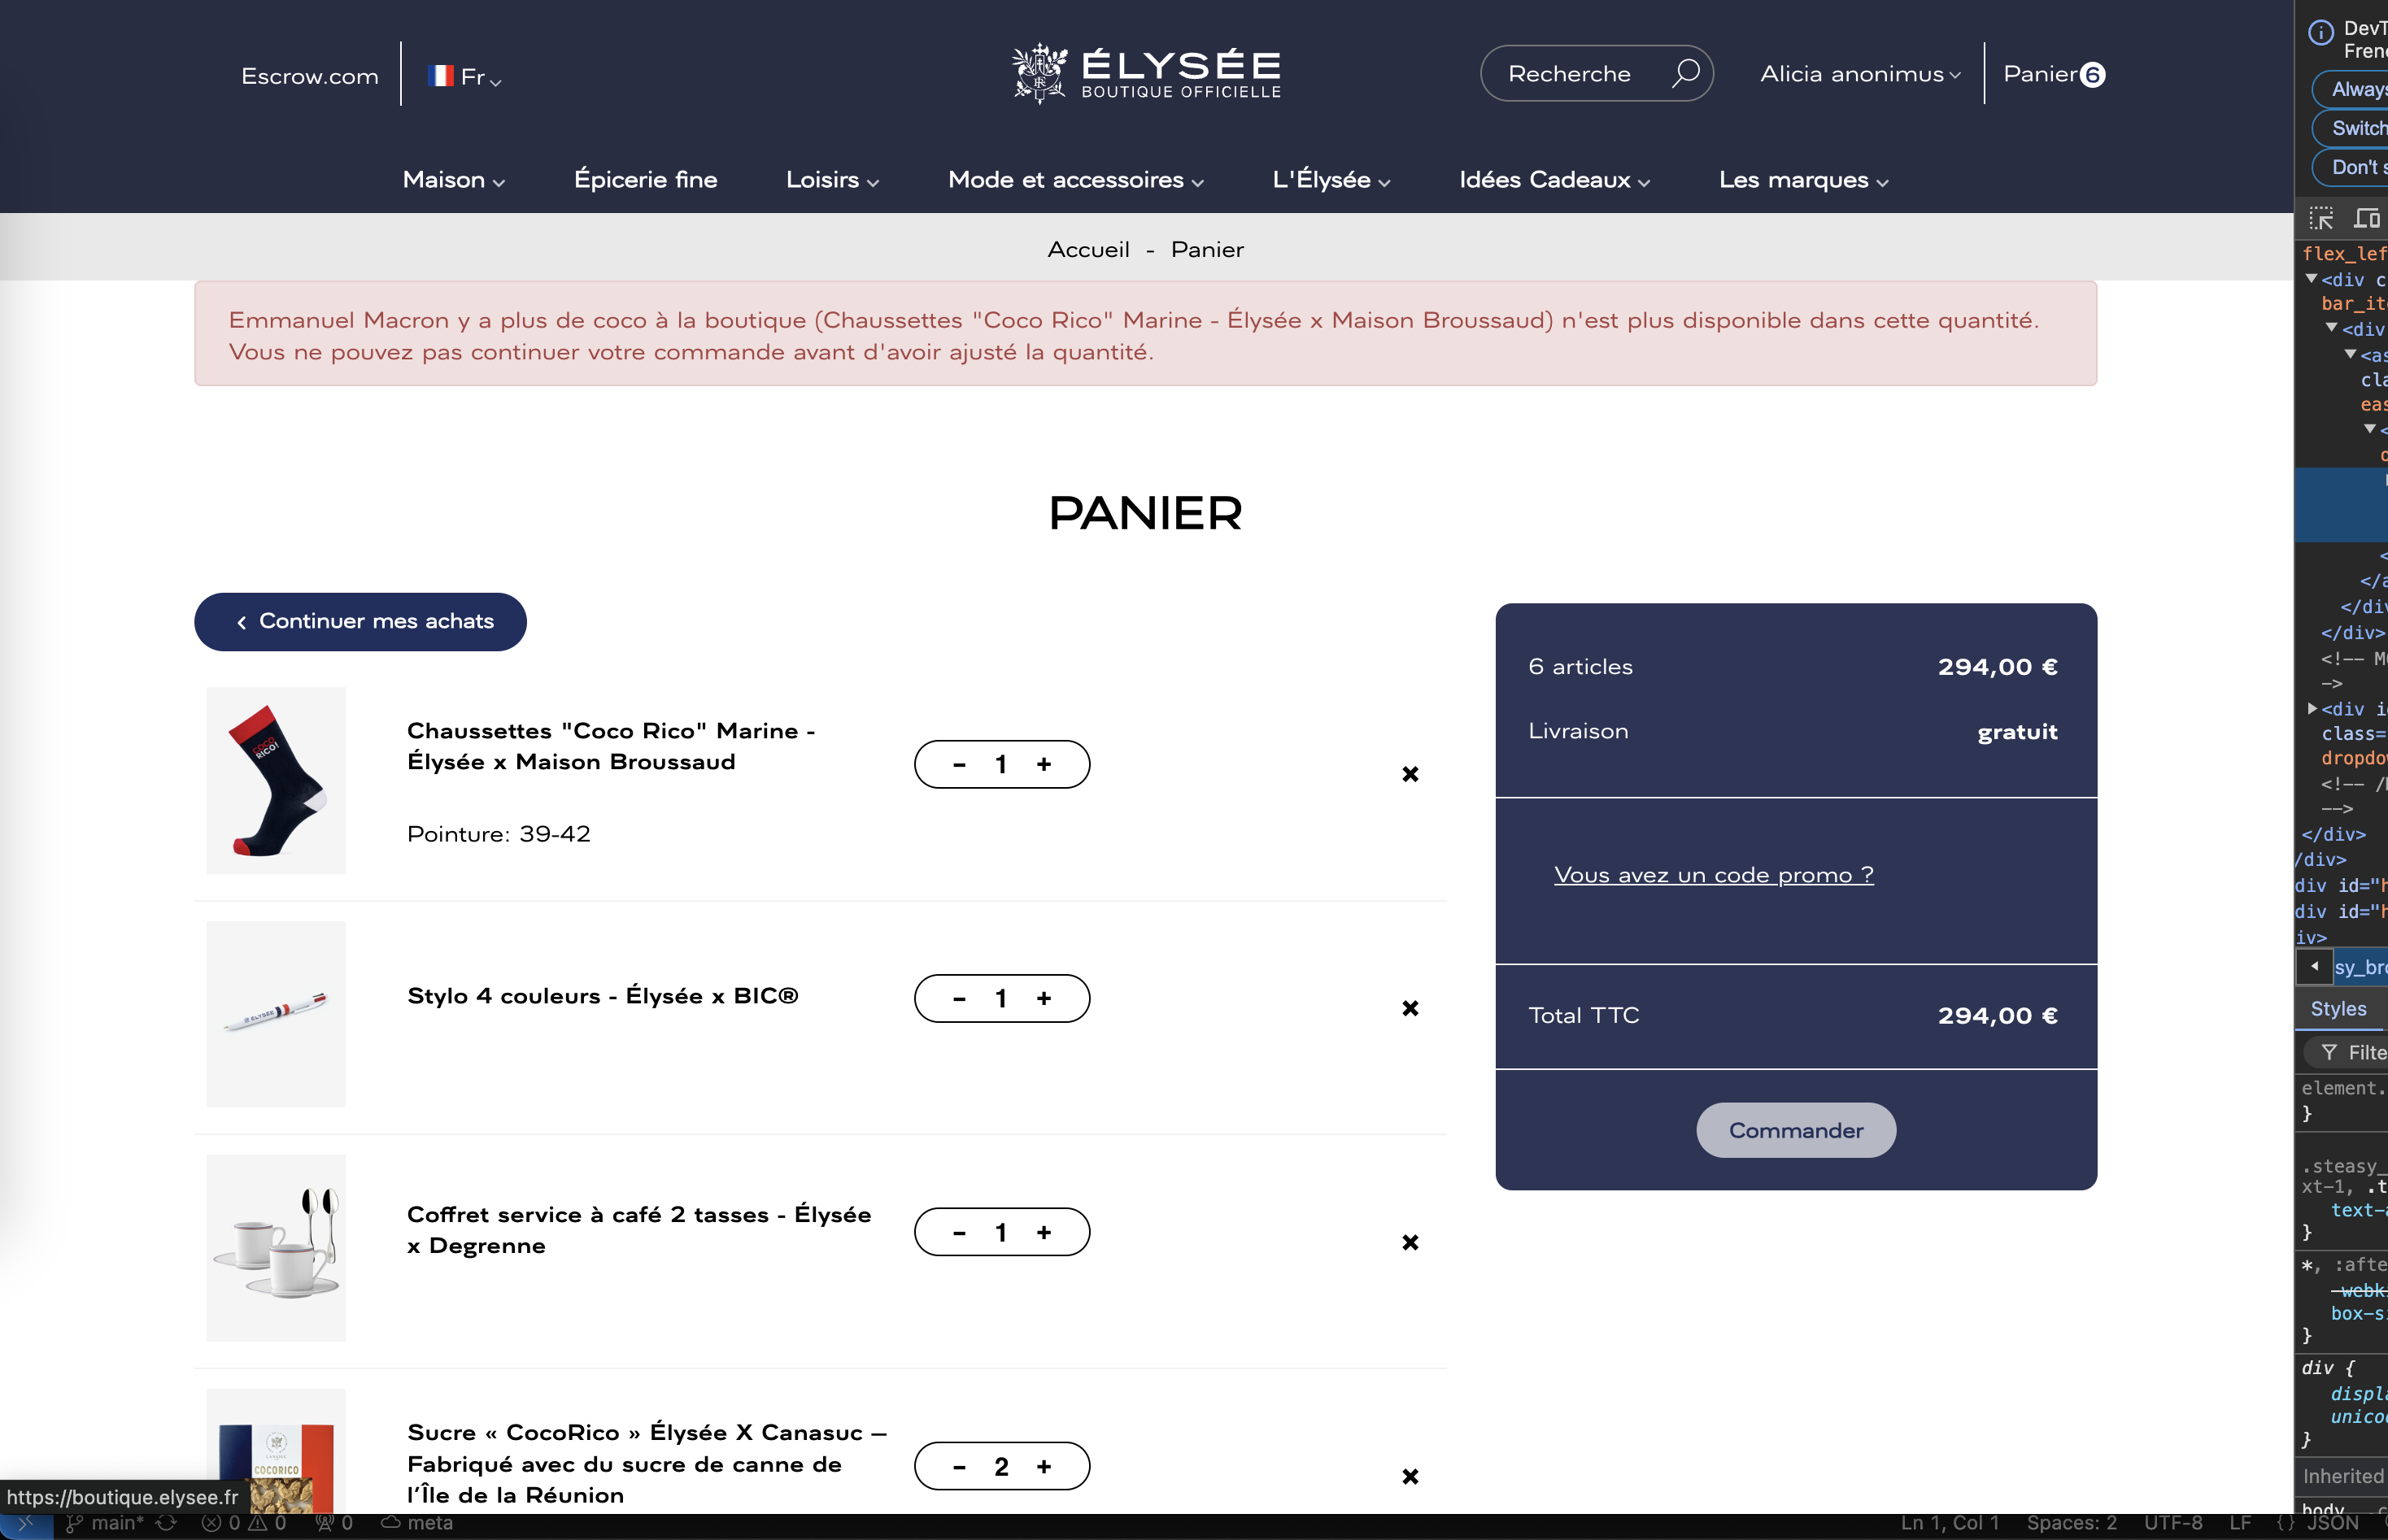 Escrow.com
Fr
ÉLYSÉE
BOUTIQUE OFFICIELLE
Recherche
Alicia anonimus
Panier 6
Maison
Épicerie fine
Loisirs
Mode et accessoires
L'Élysée
Idées Cadeaux
Les marques
Accueil - Panier
Emmanuel Macron y a plus de coco à la boutique (Chaussettes "Coco Rico" Marine - Élysée x Maison Broussaud) n'est plus disponible dans cette quantité.
Vous ne pouvez pas continuer votre commande avant d'avoir ajusté la quantité.
PANIER
Continuer mes achats
COCO
RICO!
Chaussettes "Coco Rico" Marine -
Élysée x Maison Broussaud
Pointure: 39-42
- 1 +
ÉLYSÉE
Stylo 4 couleurs - Élysée x BIC®
- 1 +
Coffret service à café 2 tasses - Élysée
x Degrenne
- 1 +
COCORICO
Sucre « CocoRico » Élysée X Canasuc –
Fabriqué avec du sucre de canne de
l'Île de la Réunion
- 2 +
6 articles 294,00 €
Livraison gratuit
Vous avez un code promo ?
Total TTC 294,00 €
Commander
DevT
Frenc
Always
Switch
Don't s
flex_lef
<div c
bar_it
<div
<as
cla
eas
<
</a
</div
</div>
<!-- M
->
<div i
class=
dropdo
<!-- /
-->
</div>
/div>
div id="h
div id="h
iv>
sy_bro
Styles
Filte
element.
}
.steasy_
xt-1, .t
text-a
}
*, :afte
-webk
box-s
}
div {
displ
unico
}
Inherited
body
https://boutique.elysee.fr
main* 0 0 0 meta
Ln 1, Col 1 Spaces: 2 UTF-8 LF {} JSON